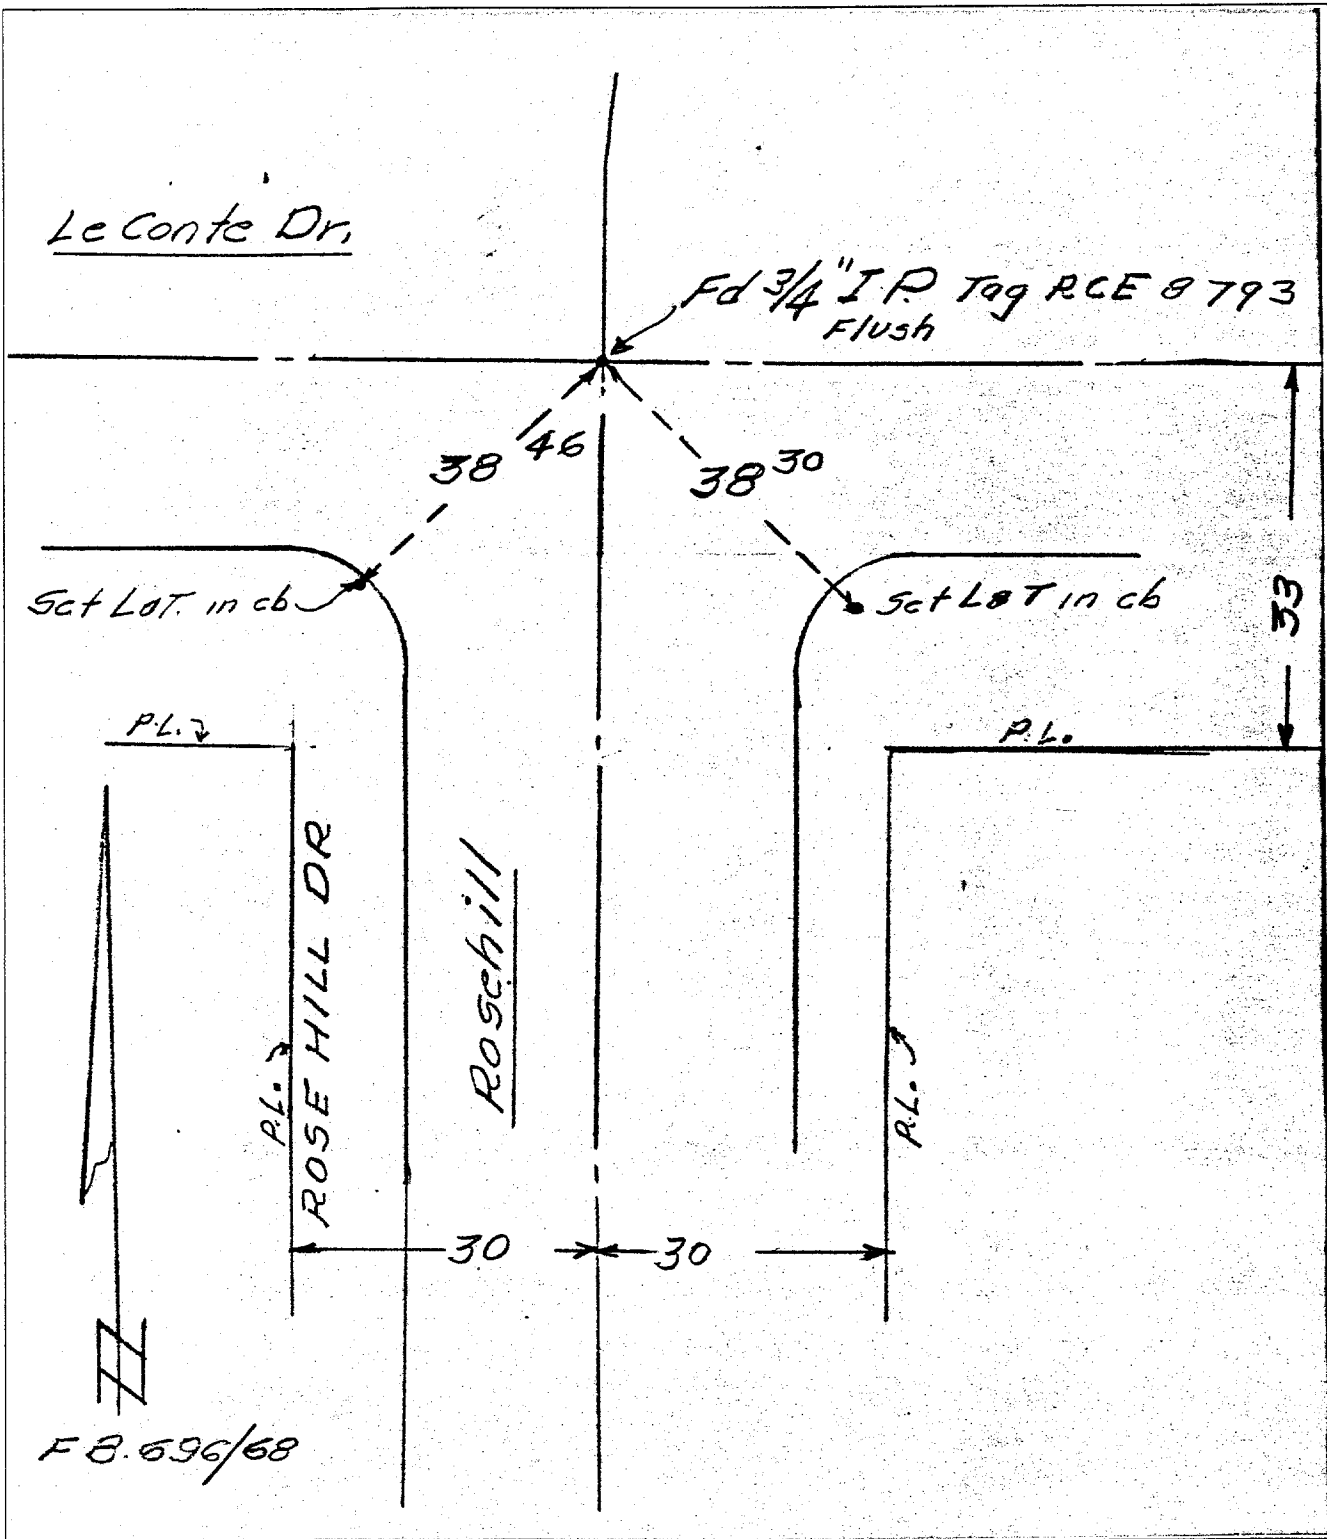 Le Conte Dr.
Fd 3/4" I P. Tag RCE 8793
Flush
38 46
38 30
Set L&T. in cb
Set L&T in cb
33
P.L.
P.L.
ROSE HILL DR
Rosehill
P.L.
P.L.
30
30
F B. 696/68